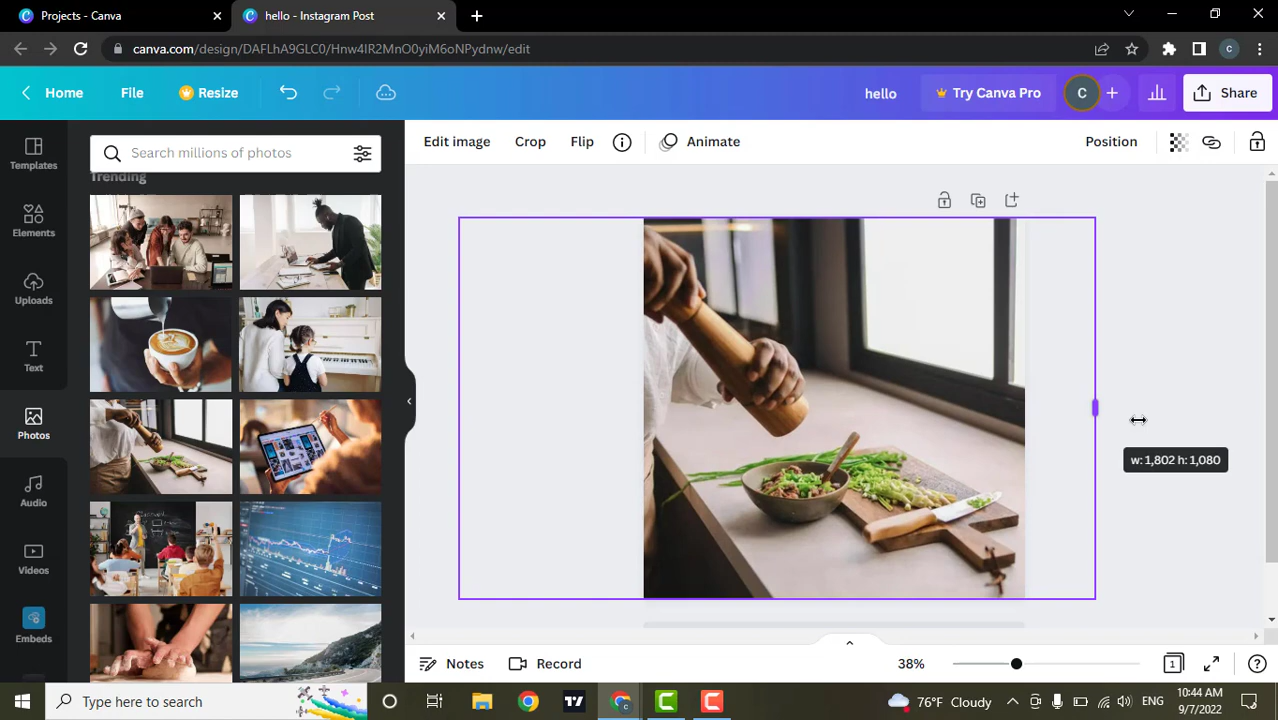 Projects - Canva
hello - Instagram Post
canva.com/design/DAFLhA9GLC0/Hnw4IR2MnO0yiM6oNPydnw/edit
C
Home
File
Resize
hello
Try Canva Pro
C
Share
Templates
Elements
Uploads
Text
Photos
Audio
Videos
Embeds
Search millions of photos
Trending
Edit image
Crop
Flip
Animate
Position
w: 1,802 h: 1,080
Notes
Record
38%
1
Type here to search
76°F Cloudy
ENG
10:44 AM
9/7/2022